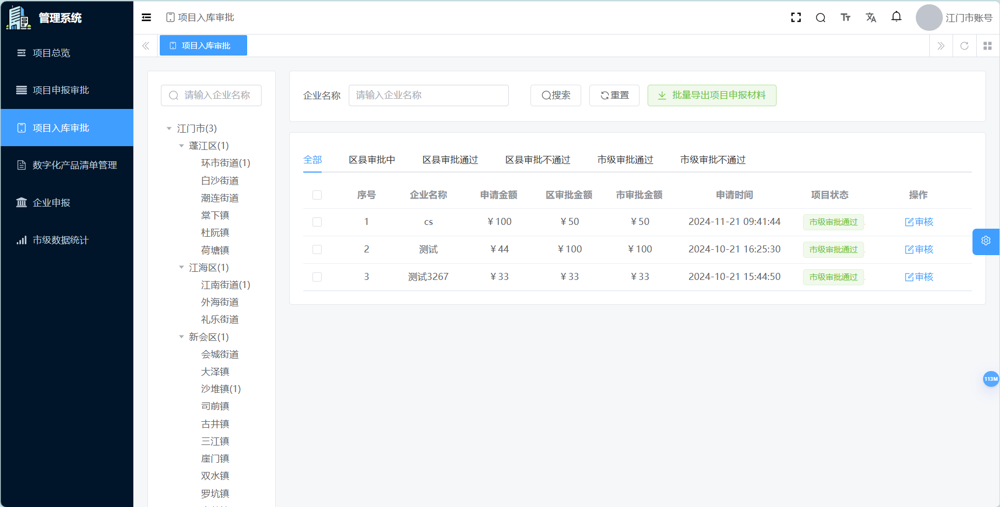 管理系统
项目总览
项目申报审批
项目入库审批
数字化产品清单管理
企业申报
市级数据统计
项目入库审批
江门市账号
项目入库审批
请输入企业名称
江门市(3)
蓬江区(1)
环市街道(1)
白沙街道
潮连街道
棠下镇
杜阮镇
荷塘镇
江海区(1)
江南街道(1)
外海街道
礼乐街道
新会区(1)
会城街道
大泽镇
沙堆镇(1)
司前镇
古井镇
三江镇
崖门镇
双水镇
罗坑镇
企业名称 请输入企业名称 搜索 重置 批量导出项目申报材料
全部 区县审批中 区县审批通过 区县审批不通过 市级审批通过 市级审批不通过
序号 企业名称 申请金额 区审批金额 市审批金额 申请时间 项目状态 操作
1 cs ¥100 ¥50 ¥50 2024-11-21 09:41:44 市级审批通过 审核
2 测试 ¥44 ¥100 ¥100 2024-10-21 16:25:30 市级审批通过 审核
3 测试3267 ¥33 ¥33 ¥33 2024-10-21 15:44:50 市级审批通过 审核
113M